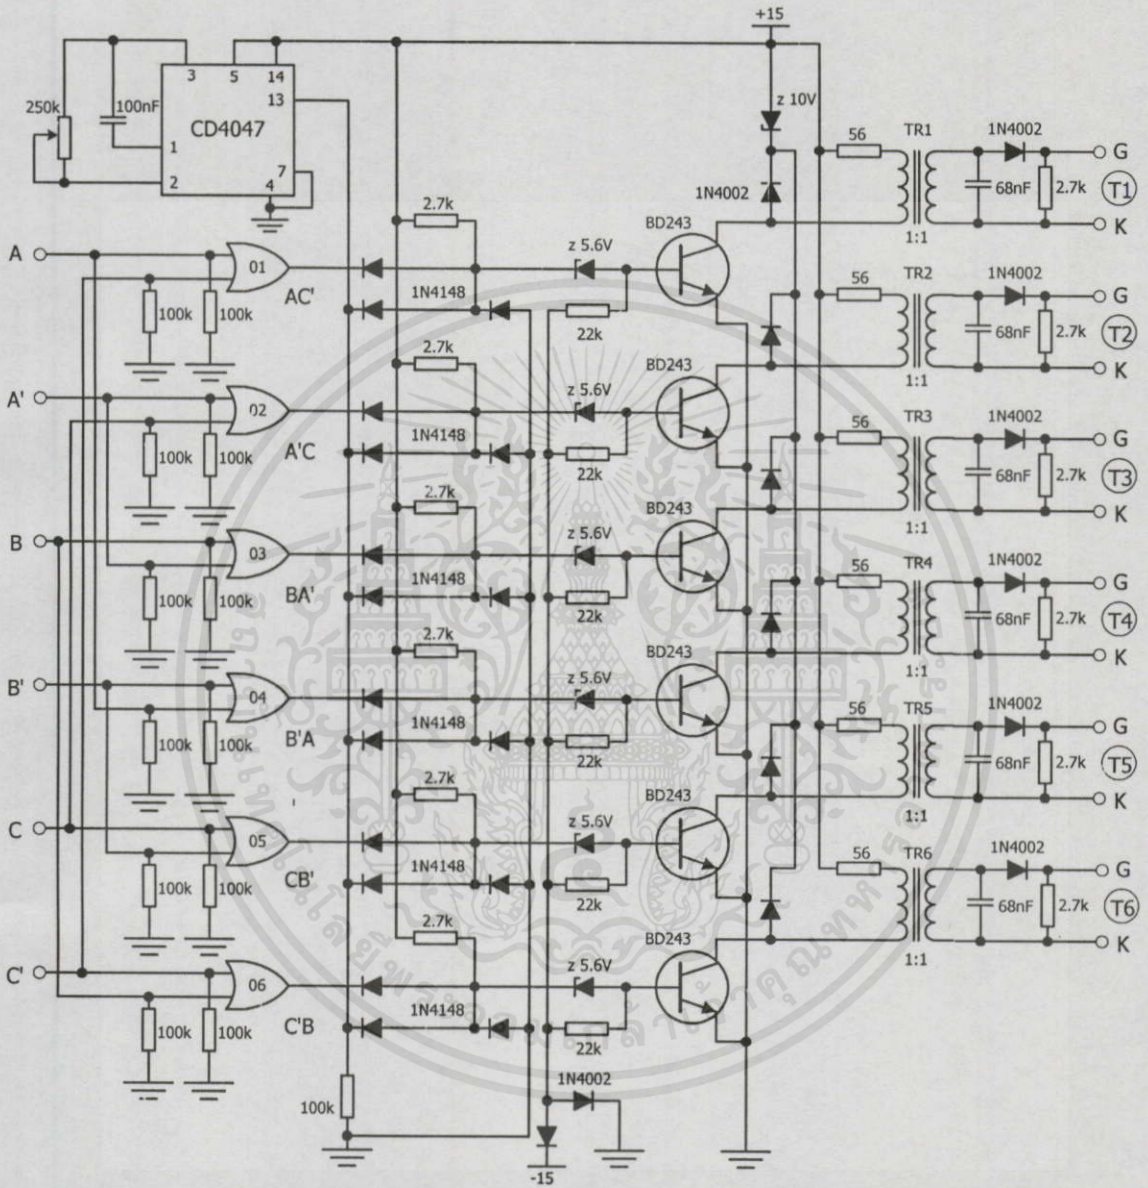 +15
3 5 14
250k 100nF 13 z 10V
CD4047
1
7
2 4
56 TR1 1N4002 G
68nF 2.7k T1
1N4002
1:1 K
2.7k
A 01 z 5.6V BD243
AC'
1N4148
100k 100k 22k
56 TR2 1N4002 G
68nF 2.7k T2
1:1 K
2.7k
A' 02 z 5.6V BD243
A'C
1N4148
100k 100k 22k
56 TR3 1N4002 G
68nF 2.7k T3
1:1 K
2.7k
B 03 z 5.6V BD243
BA'
1N4148
100k 100k 22k
56 TR4 1N4002 G
68nF 2.7k T4
1:1 K
2.7k
B' 04 z 5.6V BD243
B'A
1N4148
100k 100k 22k
56 TR5 1N4002 G
68nF 2.7k T5
1:1 K
2.7k
C 05 z 5.6V BD243
CB'
1N4148
100k 100k 22k
56 TR6 1N4002 G
68nF 2.7k T6
1:1 K
2.7k
C' 06 z 5.6V BD243
C'B
1N4148
100k 100k 22k
1N4002
100k
-15